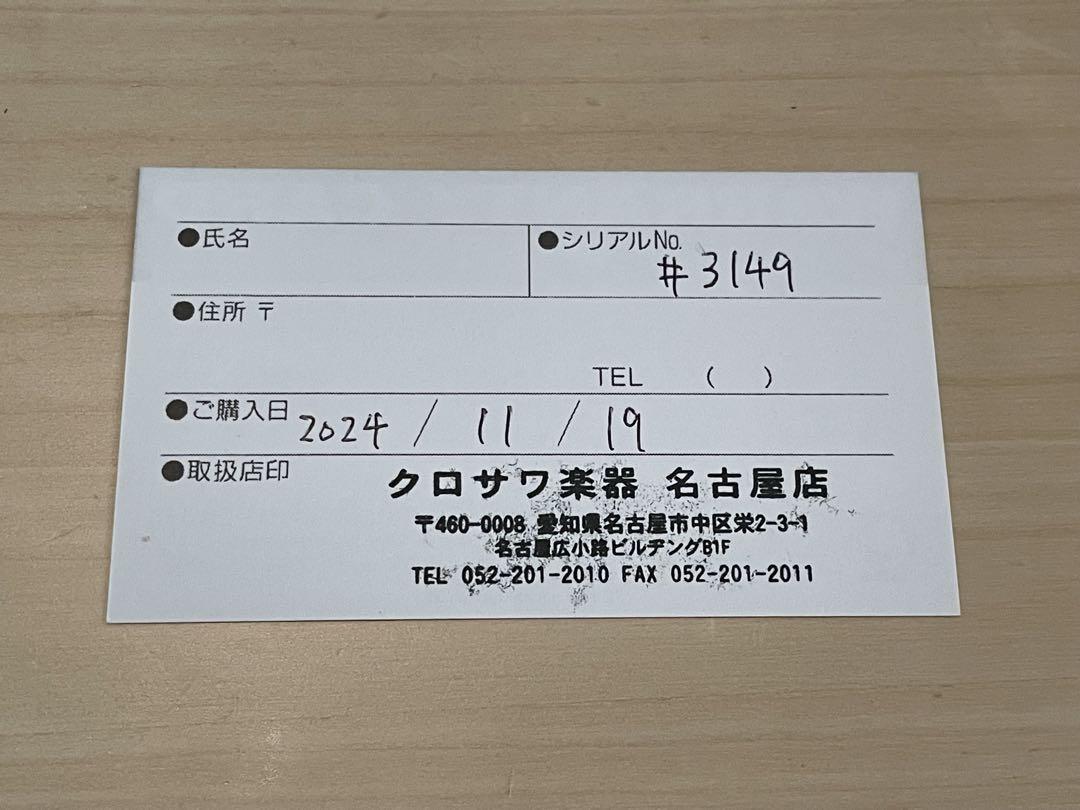 ●氏名 ●シリアルNo.
#3149
●住所 〒
TEL ( )
●ご購入日 2024 / 11 / 19
●取扱店印
クロサワ楽器 名古屋店
〒460-0008 愛知県名古屋市中区栄2-3-1
名古屋広小路ビルヂングB1F
TEL 052-201-2010 FAX 052-201-2011